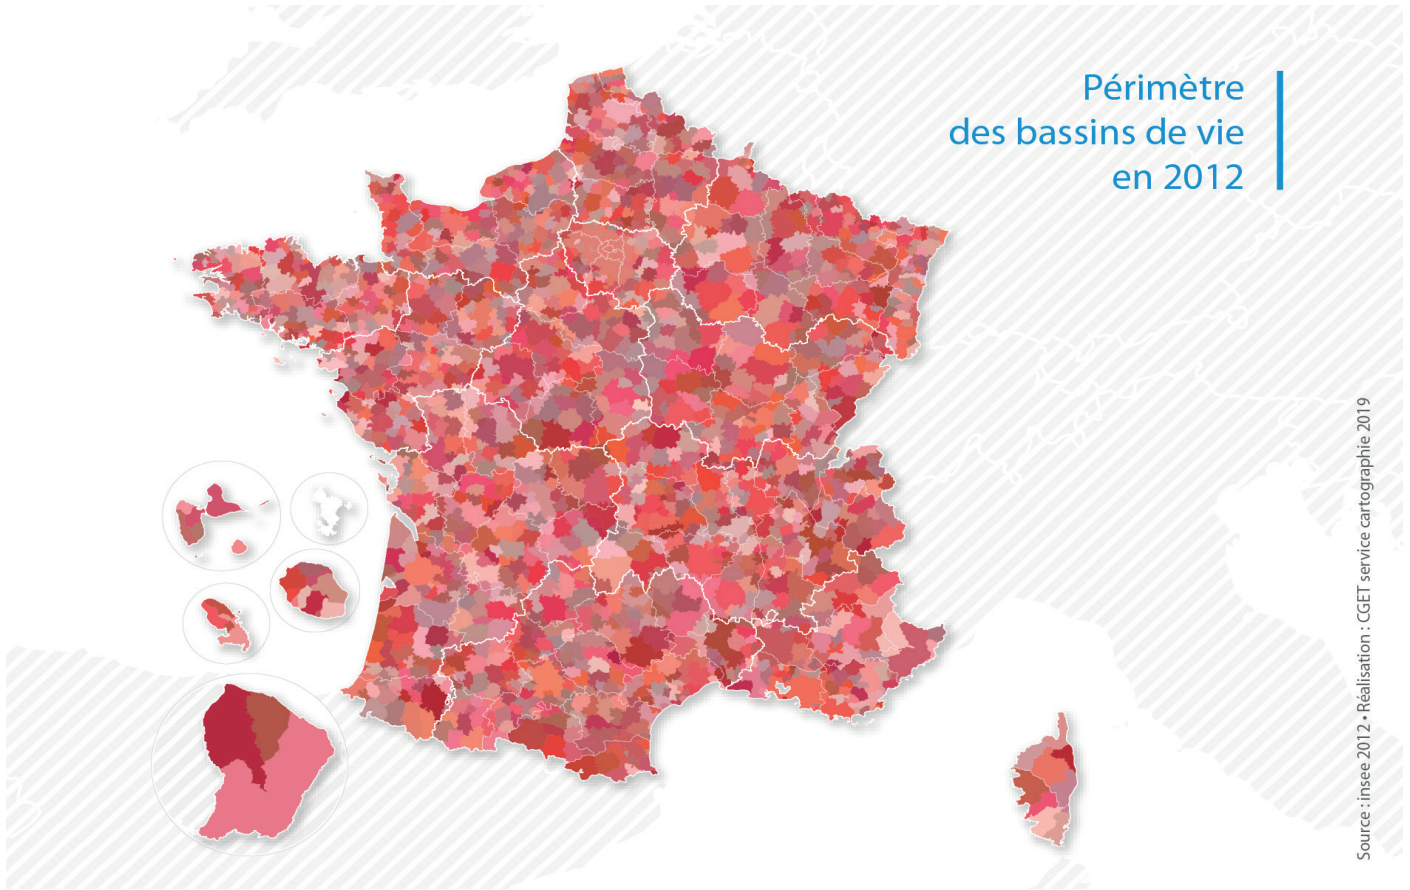 Périmètre
des bassins de vie
en 2012
Source : insee 2012 • Réalisation : CGET service cartographie 2019